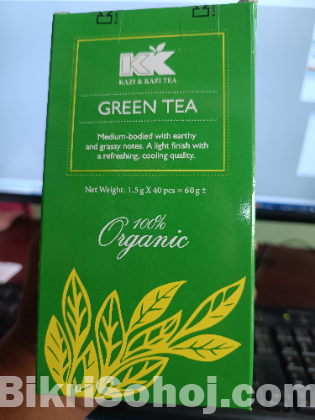 KK
KAZI & KAZI TEA
GREEN TEA
Medium-bodied with earthy
and grassy notes. A light finish with
a refreshing, cooling quality.
Net Weight: 1.5g X 40 pcs = 60g ±
100%
Organic
BikriSohoj.com